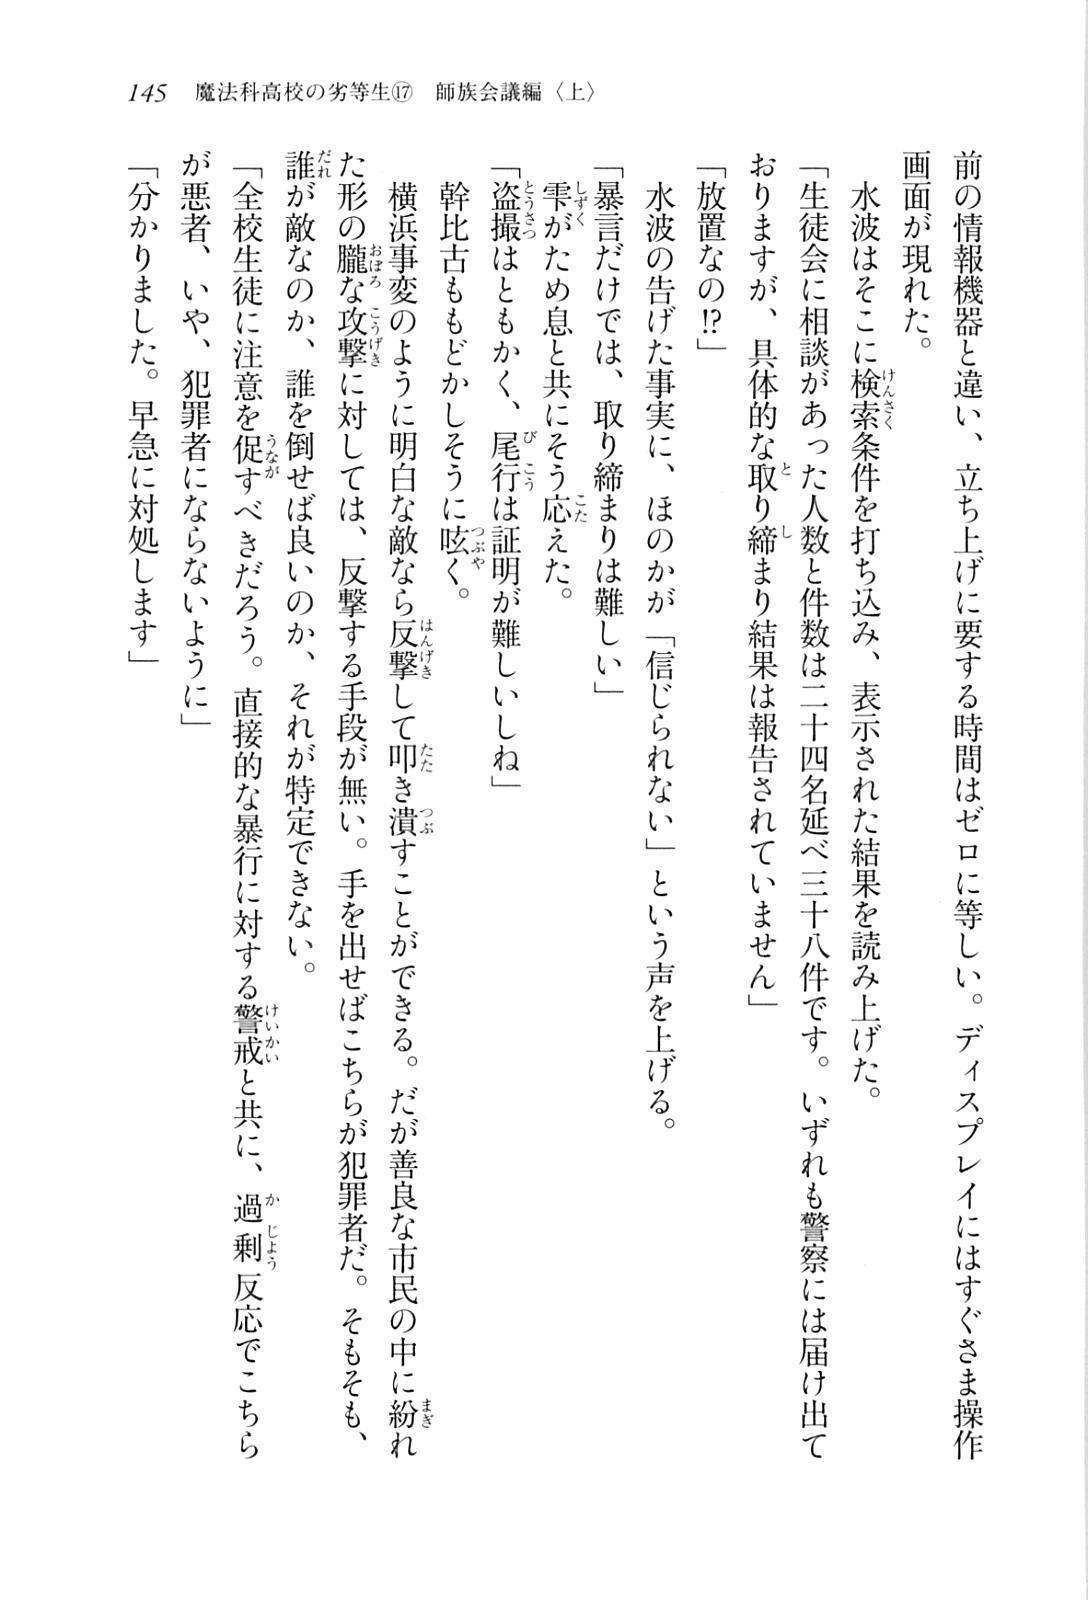 145　魔法科高校の劣等生⑰　師族会議編〈上〉
前の情報機器と違い、立ち上げに要する時間はゼロに等しい。ディスプレイにはすぐさま操作
画面が現れた。
　水波はそこに検索条件を打ち込み、表示された結果を読み上げた。
「生徒会に相談があった人数と件数は二十四名延べ三十八件です。いずれも警察には届け出て
おりますが、具体的な取り締まり結果は報告されていません」
「放置なの!?」
　水波の告げた事実に、ほのかが「信じられない」という声を上げる。
「暴言だけでは、取り締まりは難しい」
　雫がため息と共にそう応えた。
「盗撮はともかく、尾行は証明が難しいしね」
　幹比古ももどかしそうに呟く。
　横浜事変のように明白な敵なら反撃して叩き潰すことができる。だが善良な市民の中に紛れ
た形の朧な攻撃に対しては、反撃する手段が無い。手を出せばこちらが犯罪者だ。そもそも、
誰が敵なのか、誰を倒せば良いのか、それが特定できない。
「全校生徒に注意を促すべきだろう。直接的な暴行に対する警戒と共に、過剰反応でこちら
が悪者、いや、犯罪者にならないように」
「分かりました。早急に対処します」